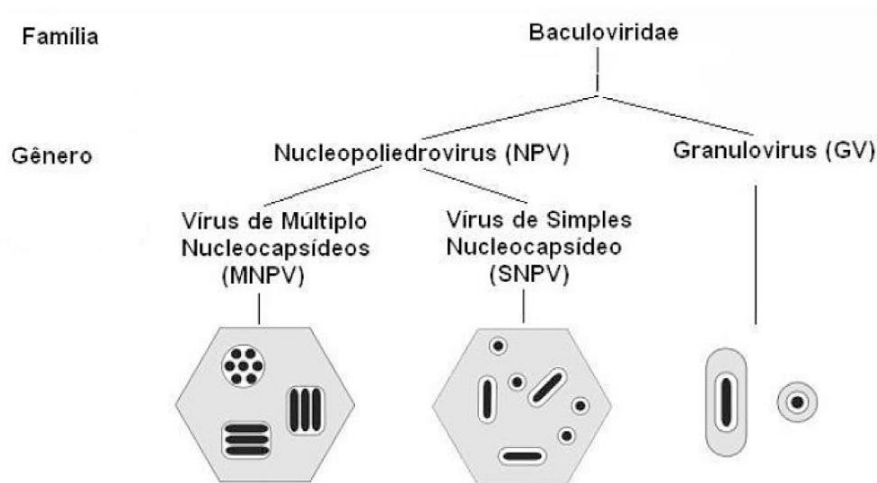 Família
Baculoviridae
Gênero
Nucleopoliedrovirus (NPV)
Granulovirus (GV)
Vírus de Múltiplo
Nucleocapsídeos
(MNPV)
Vírus de Simples
Nucleocapsídeo
(SNPV)